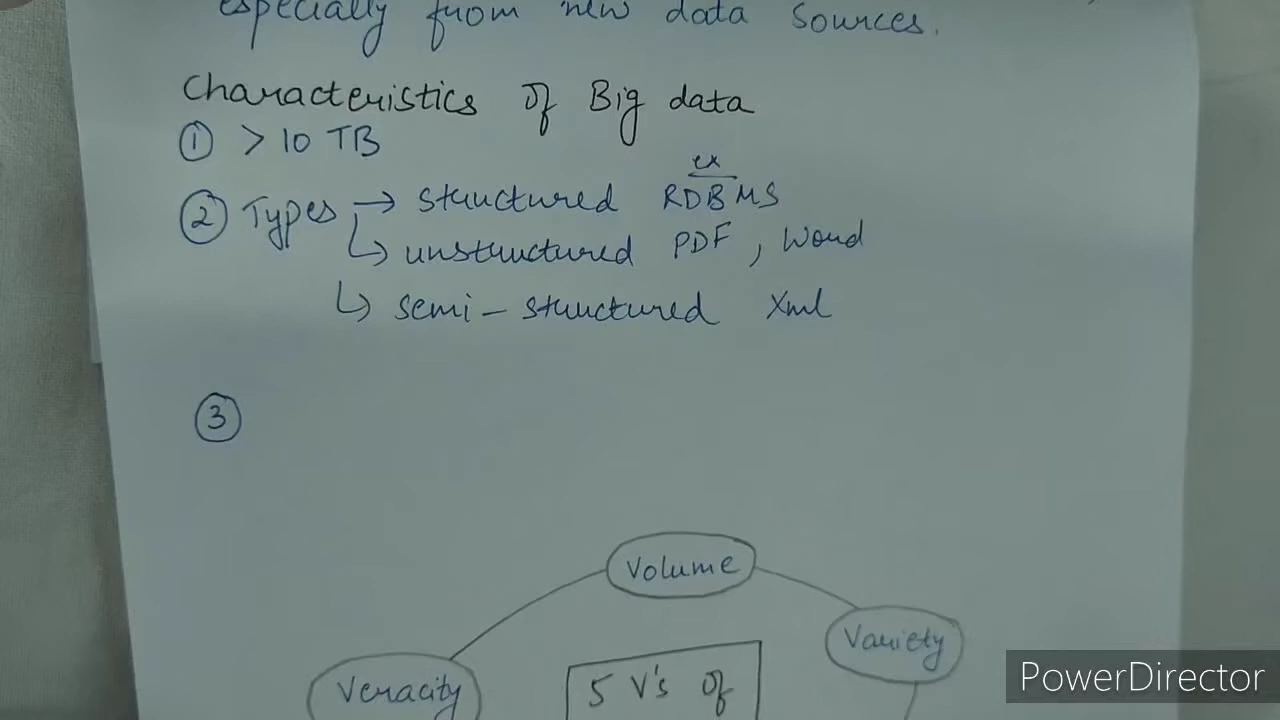 especially from new data sources.
Characteristics of Big data
① > 10 TB
ex
② Types → structured RDBMS
↳ unstructured PDF, Word
↳ semi-structured Xml
③
Volume
Variety
Veracity
5 V's of
PowerDirector